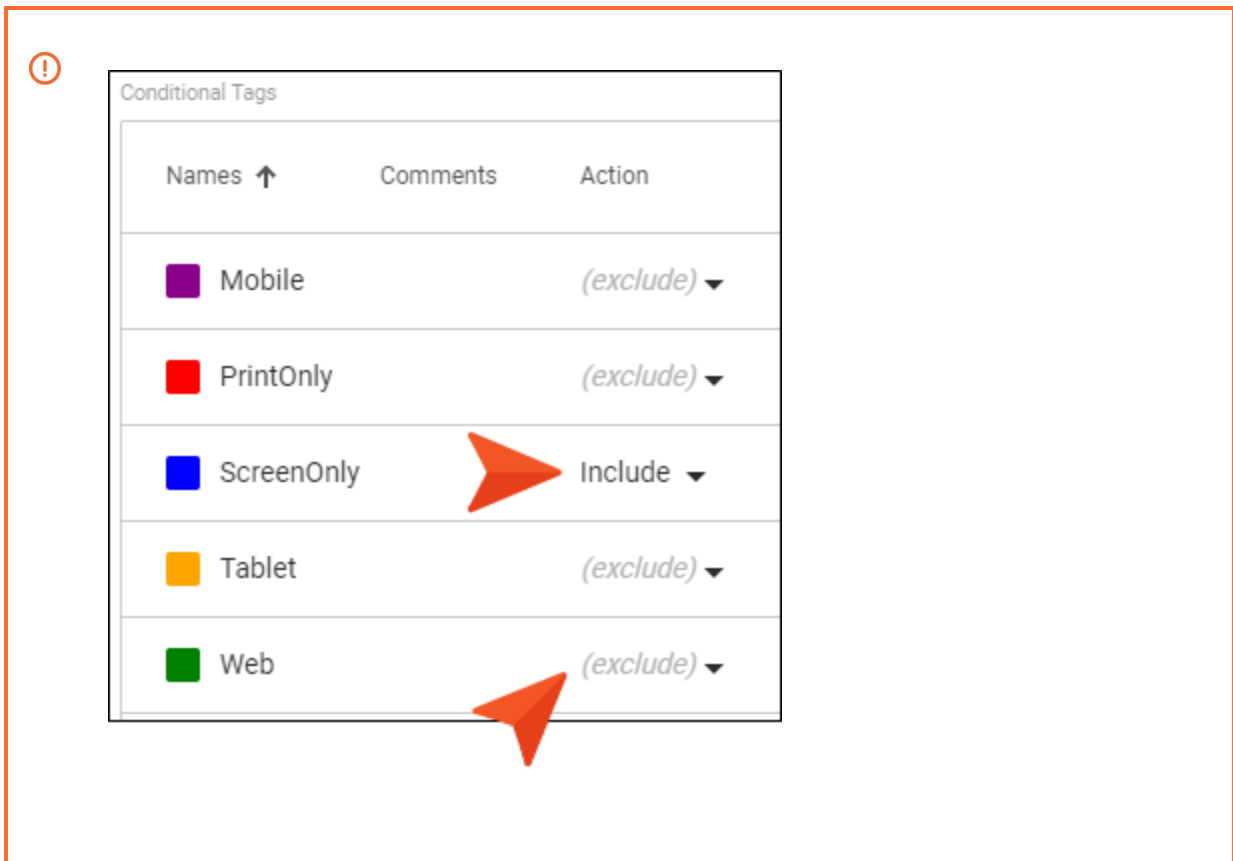 Conditional Tags
Names Comments Action
Mobile (exclude)
PrintOnly (exclude)
ScreenOnly Include
Tablet (exclude)
Web (exclude)